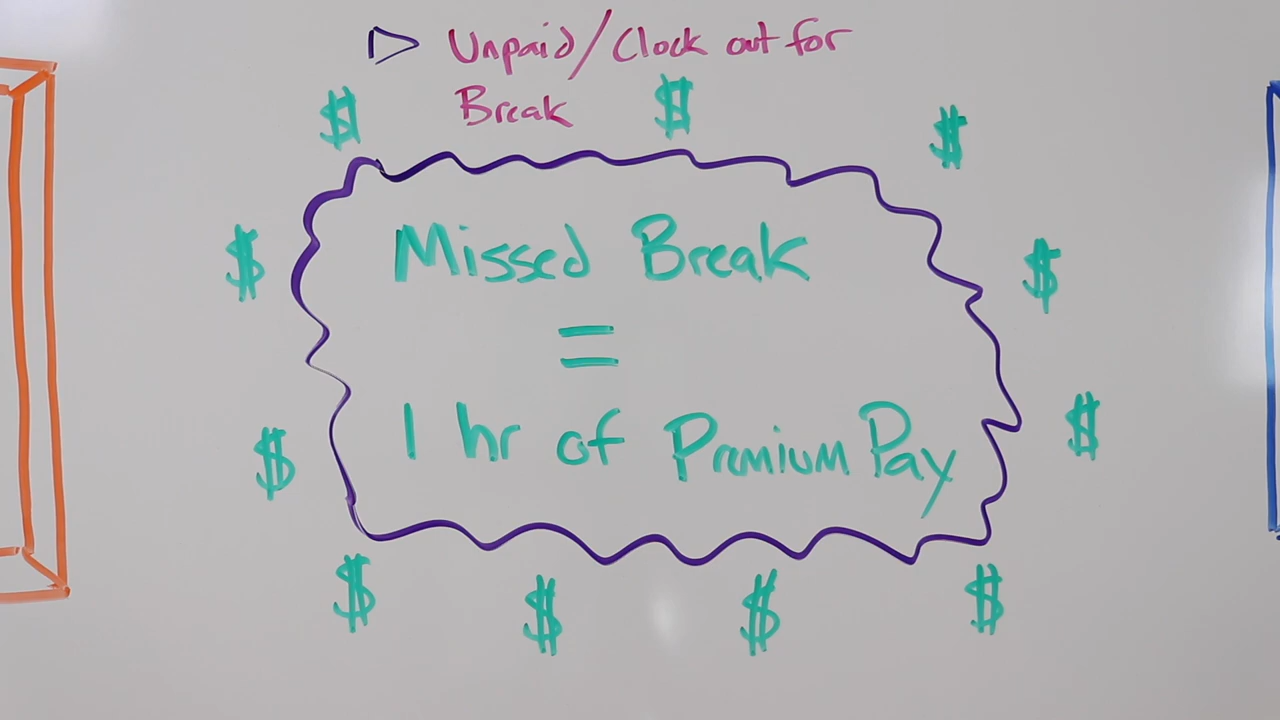 Unpaid/Clock out for
Break
$ $ $
Missed Break
$ $
=
1 hr of Premium Pay
$ $
$ $ $ $